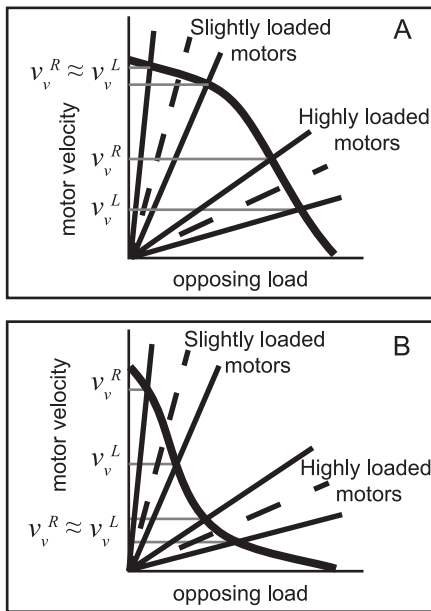 A
Slightly loaded
motors
v_v^R ≈ v_v^L
Highly loaded
motors
v_v^R
v_v^L
motor velocity
opposing load
B
Slightly loaded
motors
v_v^R
v_v^L
Highly loaded
motors
v_v^R ≈ v_v^L
motor velocity
opposing load